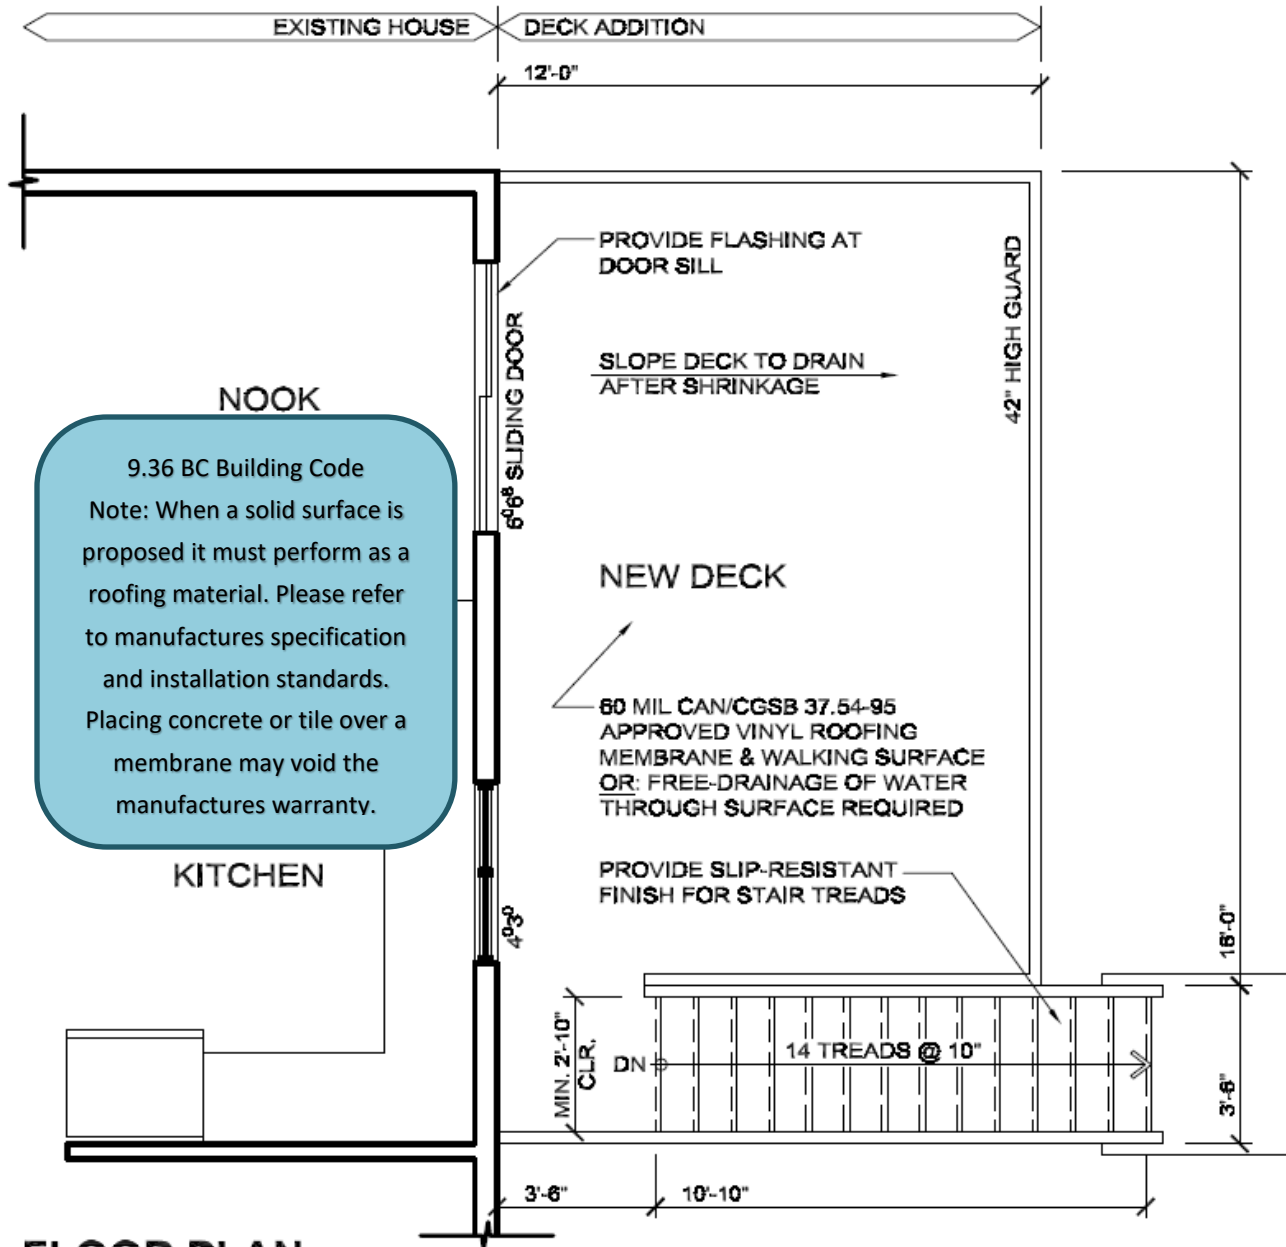 EXISTING HOUSE
DECK ADDITION
12'-0"
PROVIDE FLASHING AT
DOOR SILL
42" HIGH GUARD
6⁰6⁸ SLIDING DOOR
SLOPE DECK TO DRAIN
AFTER SHRINKAGE
NOOK
9.36 BC Building Code
Note: When a solid surface is
proposed it must perform as a
roofing material. Please refer
to manufactures specification
and installation standards.
Placing concrete or tile over a
membrane may void the
manufactures warranty.
NEW DECK
60 MIL CAN/CGSB 37.54-95
APPROVED VINYL ROOFING
MEMBRANE & WALKING SURFACE
OR: FREE-DRAINAGE OF WATER
THROUGH SURFACE REQUIRED
KITCHEN
PROVIDE SLIP-RESISTANT
FINISH FOR STAIR TREADS
4⁰3⁰
MIN. 2'-10"
CLR.
DN
14 TREADS @ 10"
3'-6"
3'-6"
10'-10"
FLOOR PLAN